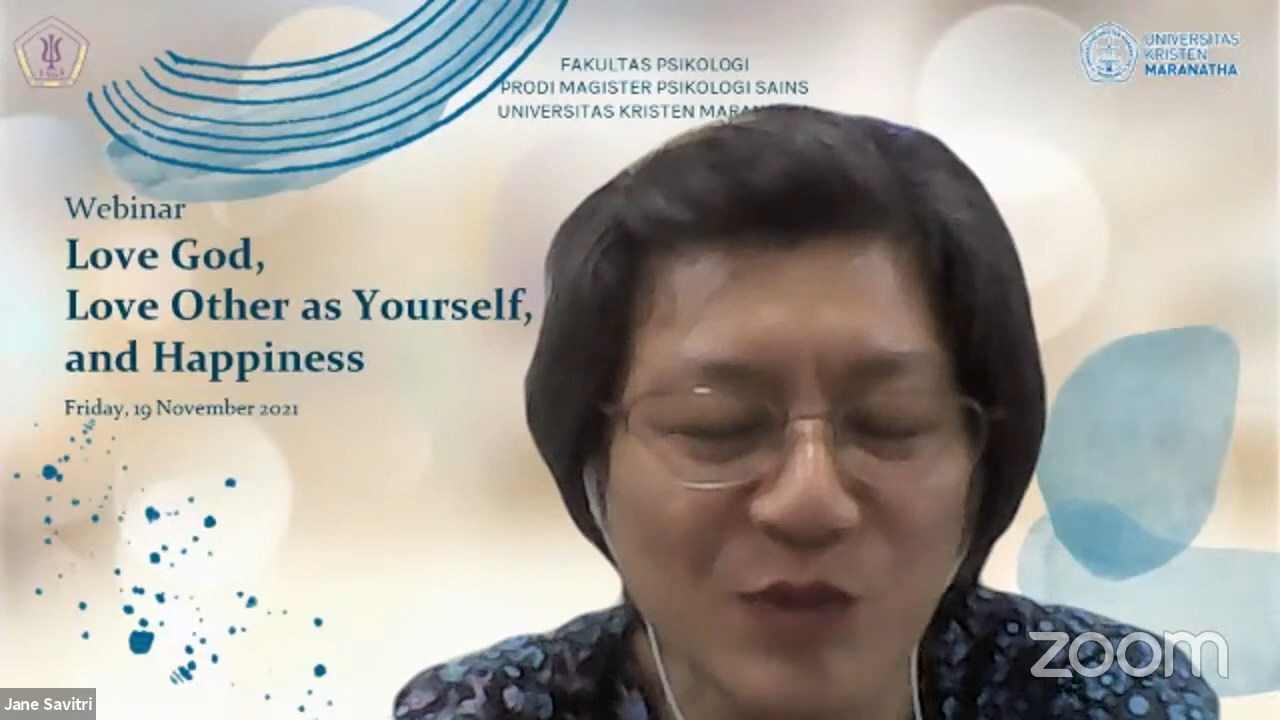 FAKULTAS PSIKOLOGI
PRODI MAGISTER PSIKOLOGI SAINS
UNIVERSITAS KRISTEN
UNIVERSITAS
KRISTEN
MARANATHA
Webinar
Love God,
Love Other as Yourself,
and Happiness
Friday, 19 November 2021
zoom
Jane Savitri